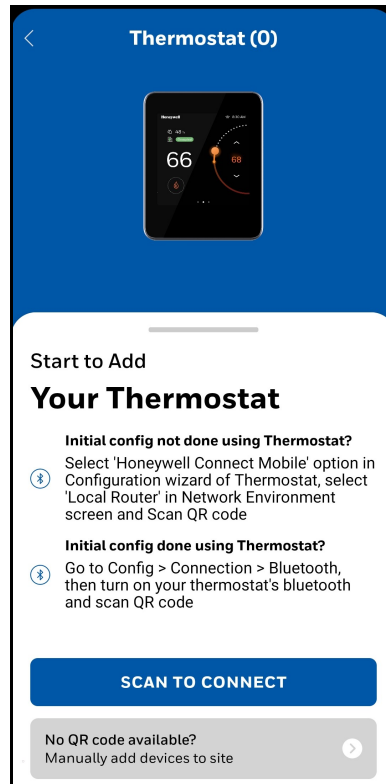 Thermostat (0)
Honeywell
48 %
66
68
Start to Add
Your Thermostat
Initial config not done using Thermostat?
Select 'Honeywell Connect Mobile' option in
Configuration wizard of Thermostat, select
'Local Router' in Network Environment
screen and Scan QR code
Initial config done using Thermostat?
Go to Config > Connection > Bluetooth,
then turn on your thermostat's bluetooth
and scan QR code
SCAN TO CONNECT
No QR code available?
Manually add devices to site